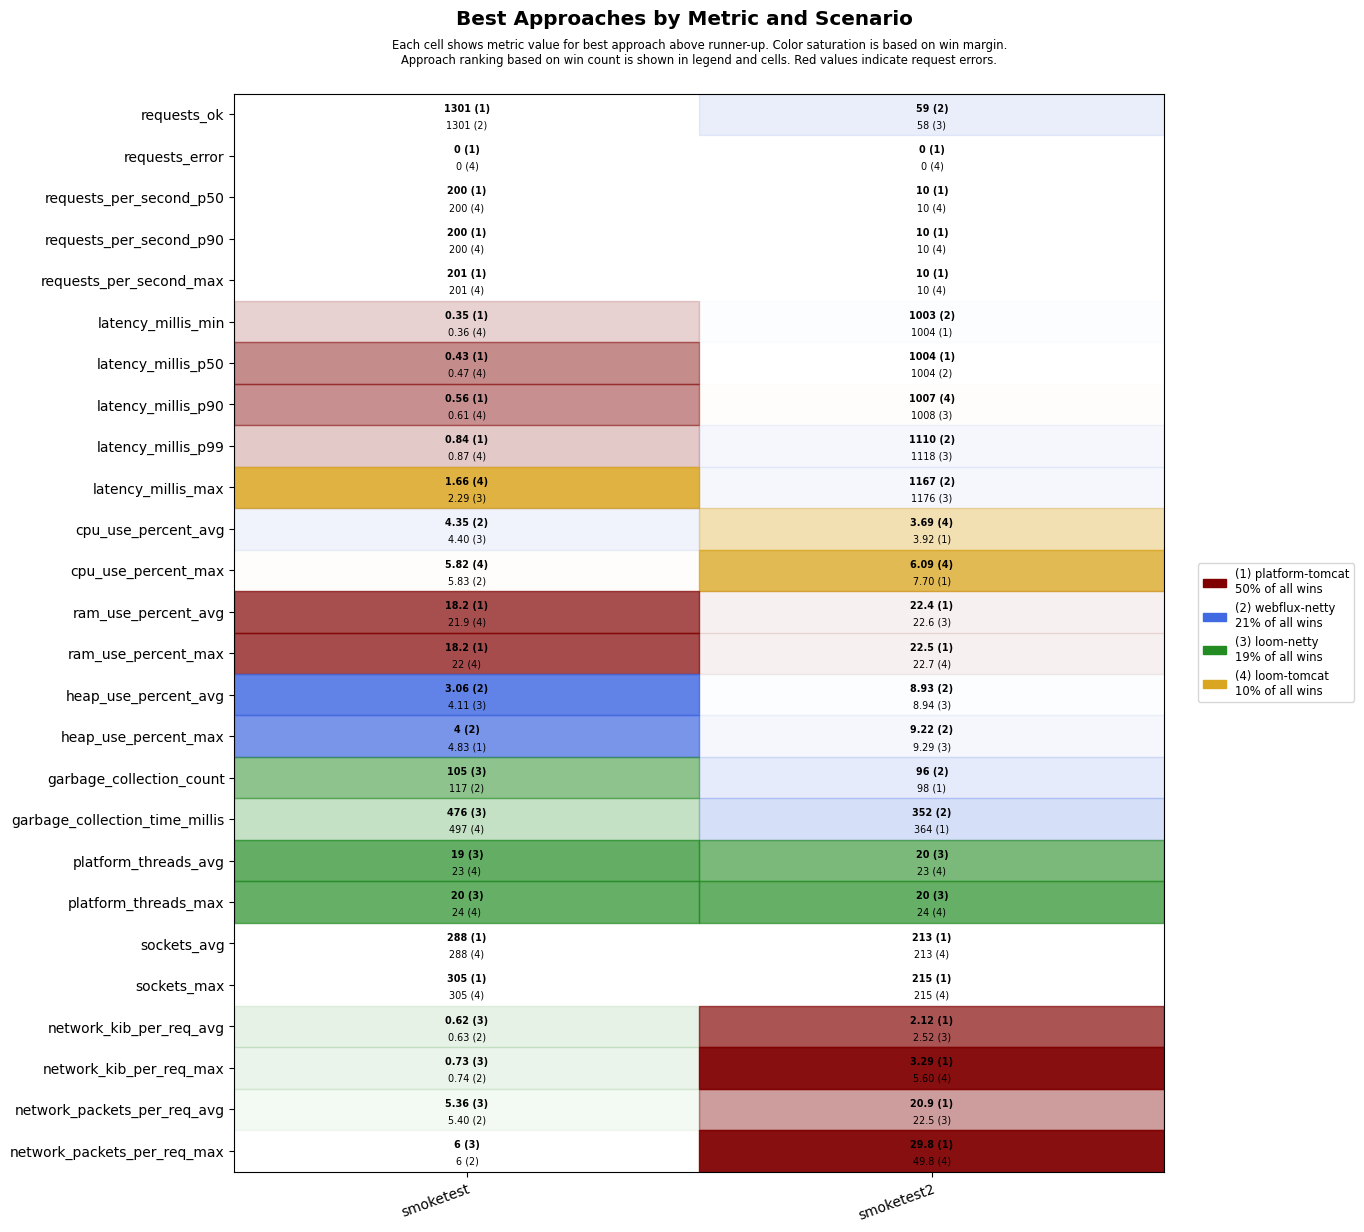 Best Approaches by Metric and Scenario
Each cell shows metric value for best approach above runner-up. Color saturation is based on win margin.
Approach ranking based on win count is shown in legend and cells. Red values indicate request errors.
requests_ok
1301 (1)
1301 (2)
59 (2)
58 (3)
requests_error
0 (1)
0 (4)
0 (1)
0 (4)
requests_per_second_p50
200 (1)
200 (4)
10 (1)
10 (4)
requests_per_second_p90
200 (1)
200 (4)
10 (1)
10 (4)
requests_per_second_max
201 (1)
201 (4)
10 (1)
10 (4)
latency_millis_min
0.35 (1)
0.36 (4)
1003 (2)
1004 (1)
latency_millis_p50
0.43 (1)
0.47 (4)
1004 (1)
1004 (2)
latency_millis_p90
0.56 (1)
0.61 (4)
1007 (4)
1008 (3)
latency_millis_p99
0.84 (1)
0.87 (4)
1110 (2)
1118 (3)
latency_millis_max
1.66 (4)
2.29 (3)
1167 (2)
1176 (3)
cpu_use_percent_avg
4.35 (2)
4.40 (3)
3.69 (4)
3.92 (1)
cpu_use_percent_max
5.82 (4)
5.83 (2)
6.09 (4)
7.70 (1)
ram_use_percent_avg
18.2 (1)
21.9 (4)
22.4 (1)
22.6 (3)
ram_use_percent_max
18.2 (1)
22 (4)
22.5 (1)
22.7 (4)
heap_use_percent_avg
3.06 (2)
4.11 (3)
8.93 (2)
8.94 (3)
heap_use_percent_max
4 (2)
4.83 (1)
9.22 (2)
9.29 (3)
garbage_collection_count
105 (3)
117 (2)
96 (2)
98 (1)
garbage_collection_time_millis
476 (3)
497 (4)
352 (2)
364 (1)
platform_threads_avg
19 (3)
23 (4)
20 (3)
23 (4)
platform_threads_max
20 (3)
24 (4)
20 (3)
24 (4)
sockets_avg
288 (1)
288 (4)
213 (1)
213 (4)
sockets_max
305 (1)
305 (4)
215 (1)
215 (4)
network_kib_per_req_avg
0.62 (3)
0.63 (2)
2.12 (1)
2.52 (3)
network_kib_per_req_max
0.73 (3)
0.74 (2)
3.29 (1)
5.60 (4)
network_packets_per_req_avg
5.36 (3)
5.40 (2)
20.9 (1)
22.5 (3)
network_packets_per_req_max
6 (3)
6 (2)
29.8 (1)
49.8 (4)
smoketest
smoketest2
(1) platform-tomcat
50% of all wins
(2) webflux-netty
21% of all wins
(3) loom-netty
19% of all wins
(4) loom-tomcat
10% of all wins